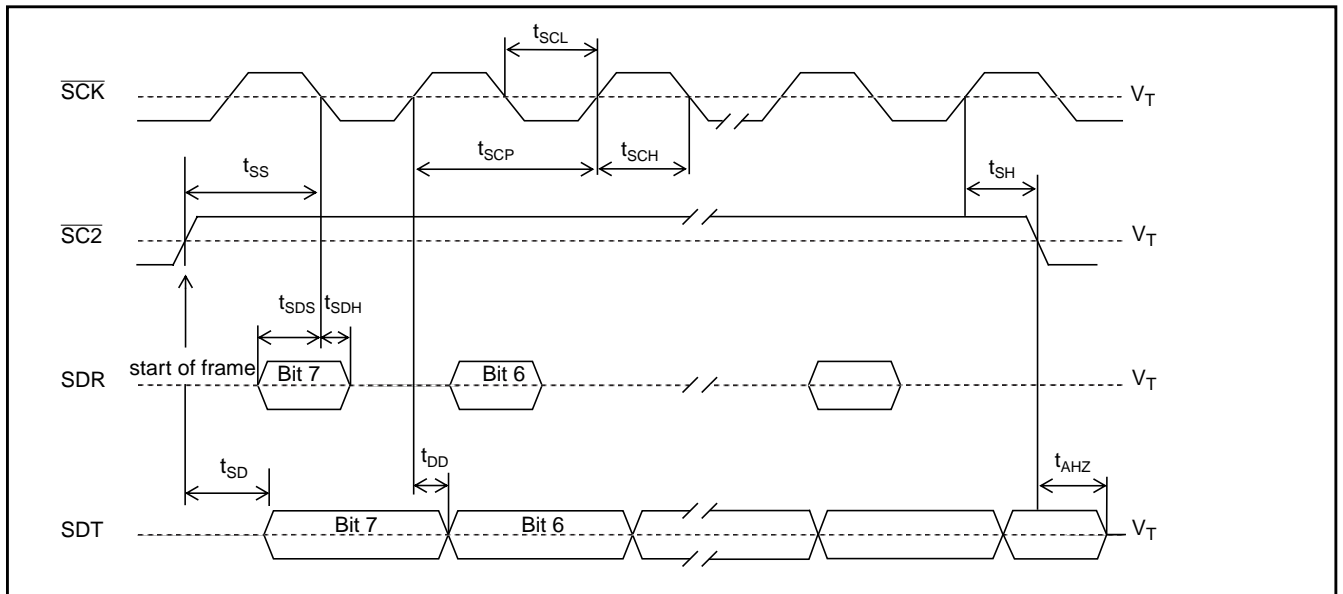 tSCL
SCK
VT
tSCP
tSCH
tSS
tSH
SC2
VT
tSDS
tSDH
start of frame
SDR
Bit 7
Bit 6
VT
tSD
tDD
tAHZ
SDT
Bit 7
Bit 6
VT